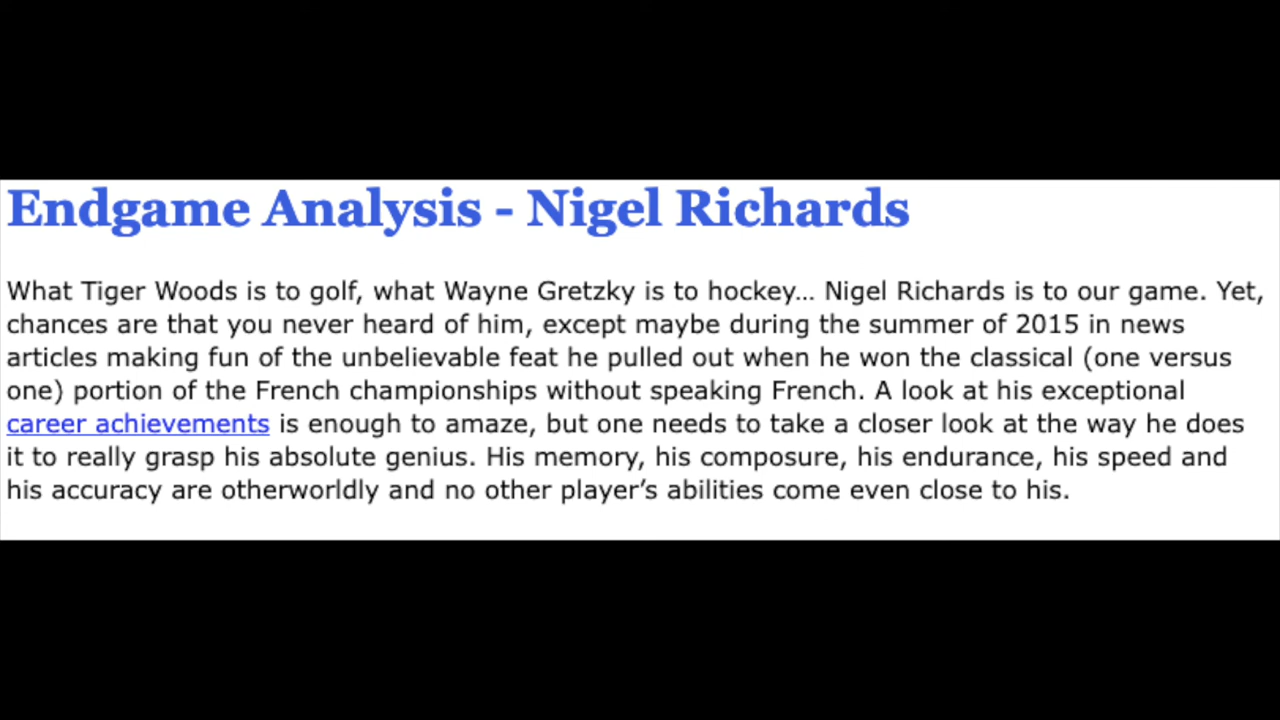 Endgame Analysis - Nigel Richards
What Tiger Woods is to golf, what Wayne Gretzky is to hockey... Nigel Richards is to our game. Yet,
chances are that you never heard of him, except maybe during the summer of 2015 in news
articles making fun of the unbelievable feat he pulled out when he won the classical (one versus
one) portion of the French championships without speaking French. A look at his exceptional
career achievements is enough to amaze, but one needs to take a closer look at the way he does
it to really grasp his absolute genius. His memory, his composure, his endurance, his speed and
his accuracy are otherworldly and no other player’s abilities come even close to his.